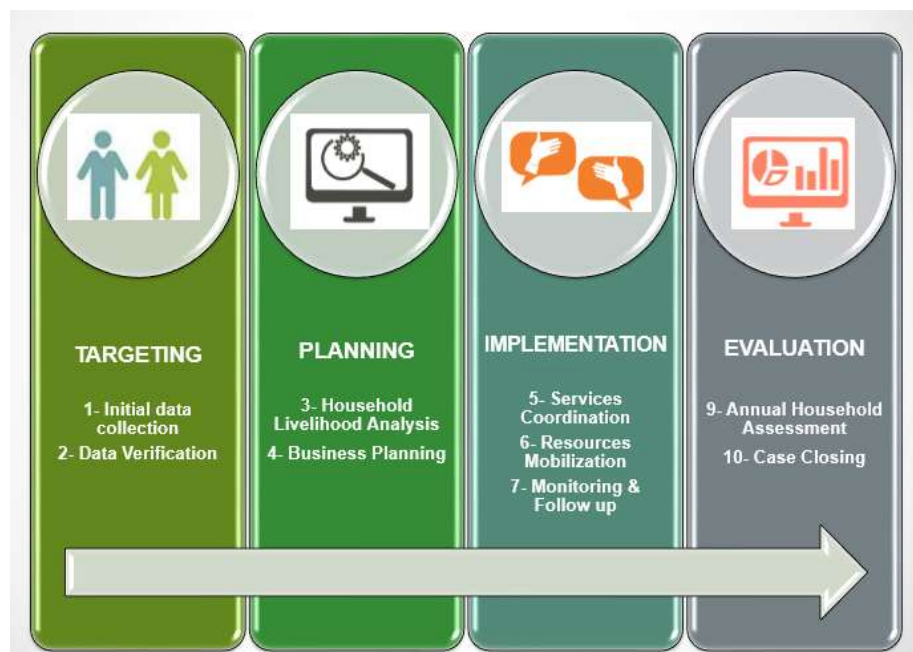 TARGETING
1- Initial data
collection
2- Data Verification
PLANNING
3- Household
Livelihood Analysis
4- Business Planning
IMPLEMENTATION
5- Services
Coordination
6- Resources
Mobilization
7- Monitoring &
Follow up
EVALUATION
9- Annual Household
Assessment
10- Case Closing